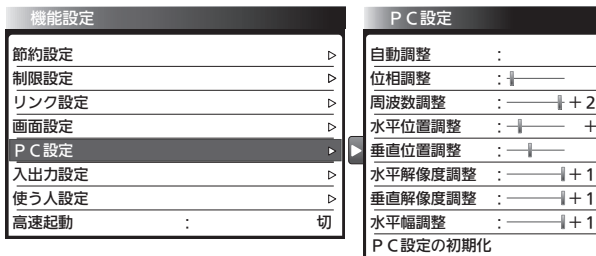 機能設定
節約設定
制限設定
リンク設定
画面設定
ＰＣ設定
入出力設定
使う人設定
高速起動 : 切
ＰＣ設定
自動調整 :
位相調整 :
周波数調整 : ＋2
水平位置調整 : ＋
垂直位置調整 :
水平解像度調整 : ＋1
垂直解像度調整 : ＋1
水平幅調整 : ＋1
ＰＣ設定の初期化